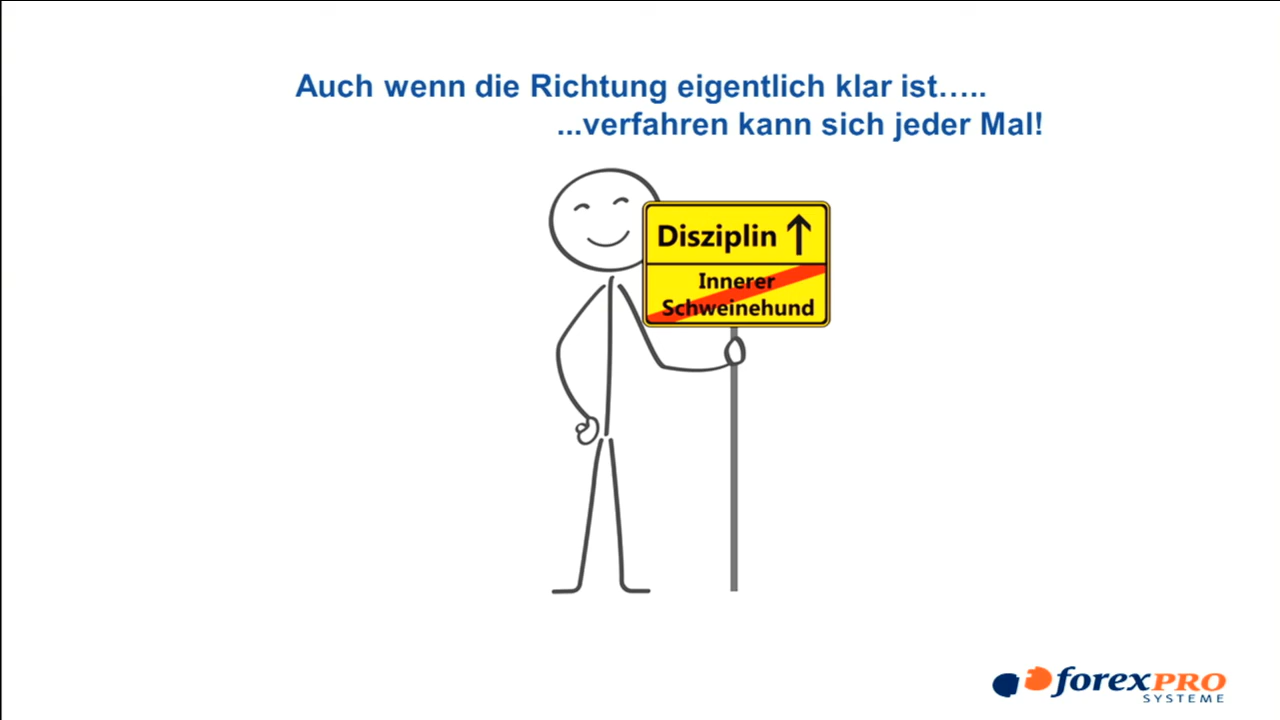 Auch wenn die Richtung eigentlich klar ist.....
...verfahren kann sich jeder Mal!
Disziplin ↑
Innerer
Schweinehund
forexPRO
SYSTEME